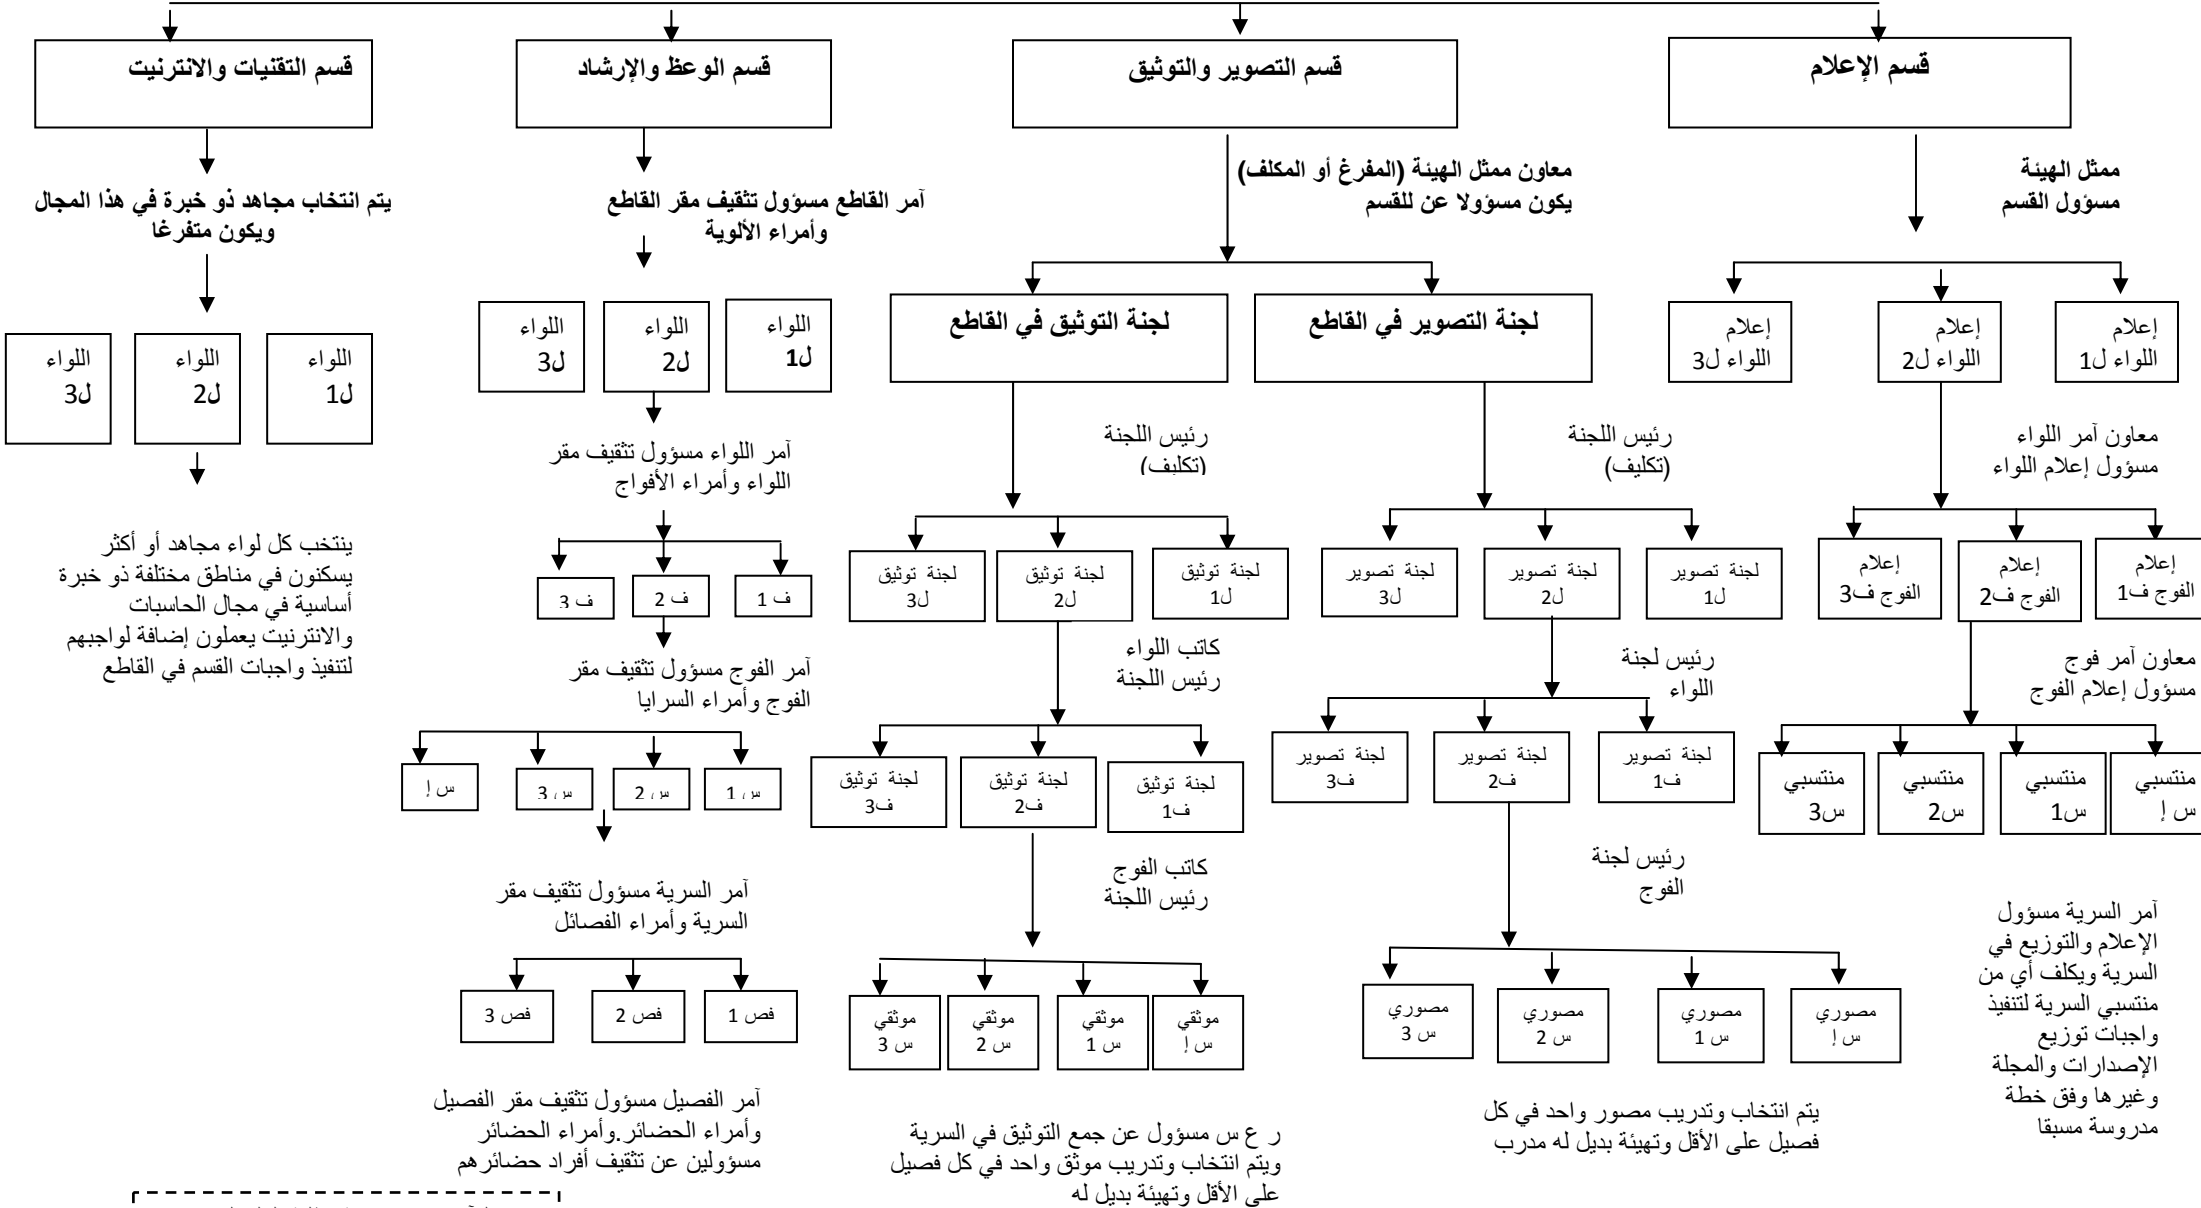 قسم الإعلام
ممثل الهيئة
مسؤول القسم
إعلام
اللواء ل1
إعلام
اللواء ل2
إعلام
اللواء ل3
معاون آمر اللواء
مسؤول إعلام اللواء
إعلام
الفوج ف1
إعلام
الفوج ف2
إعلام
الفوج ف3
معاون آمر فوج
مسؤول إعلام الفوج
منتسبي
س إ
منتسبي
س1
منتسبي
س2
منتسبي
س3
آمر السرية مسؤول
الإعلام والتوزيع في
السرية ويكلف أي من
منتسبي السرية لتنفيذ
واجبات توزيع
الإصدارات والمجلة
وغيرها وفق خطة
مدروسة مسبقا
قسم التصوير والتوثيق
معاون ممثل الهيئة (المفرغ أو المكلف)
يكون مسؤولا عن للقسم
لجنة التصوير في القاطع
رئيس اللجنة
(تكليف)
لجنة تصوير
ل1
لجنة تصوير
ل2
لجنة تصوير
ل3
رئيس لجنة
اللواء
لجنة تصوير
ف1
لجنة تصوير
ف2
لجنة تصوير
ف3
رئيس لجنة
الفوج
مصوري
س إ
مصوري
س 1
مصوري
س 2
مصوري
س 3
يتم انتخاب وتدريب مصور واحد في كل
فصيل على الأقل وتهيئة بديل له مدرب
لجنة التوثيق في القاطع
رئيس اللجنة
(تكليف)
لجنة توثيق
ل1
لجنة توثيق
ل2
لجنة توثيق
ل3
كاتب اللواء
رئيس اللجنة
لجنة توثيق
ف1
لجنة توثيق
ف2
لجنة توثيق
ف3
كاتب الفوج
رئيس اللجنة
موثقي
س إ
موثقي
س 1
موثقي
س 2
موثقي
س 3
ر ع س مسؤول عن جمع التوثيق في السرية
ويتم انتخاب وتدريب موثق واحد في كل فصيل
على الأقل وتهيئة بديل له
قسم الوعظ والإرشاد
آمر القاطع مسؤول تثقيف مقر القاطع
وأمراء الألوية
اللواء
ل1
اللواء
ل2
اللواء
ل3
آمر اللواء مسؤول تثقيف مقر
اللواء وأمراء الأفواج
ف 1
ف 2
ف 3
آمر الفوج مسؤول تثقيف مقر
الفوج وأمراء السرايا
س 1
س 2
س 3
س إ
آمر السرية مسؤول تثقيف مقر
السرية وأمراء الفصائل
فص 1
فص 2
فص 3
آمر الفصيل مسؤول تثقيف مقر الفصيل
وأمراء الحضائر.وأمراء الحضائر
مسؤولين عن تثقيف أفراد حضائرهم
قسم التقنيات والانترنيت
يتم انتخاب مجاهد ذو خبرة في هذا المجال
ويكون متفرغا
اللواء
ل1
اللواء
ل2
اللواء
ل3
ينتخب كل لواء مجاهد أو أكثر
يسكنون في مناطق مختلفة ذو خبرة
أساسية في مجال الحاسبات
والانترنيت يعملون إضافة لواجبهم
لتنفيذ واجبات القسم في القاطع